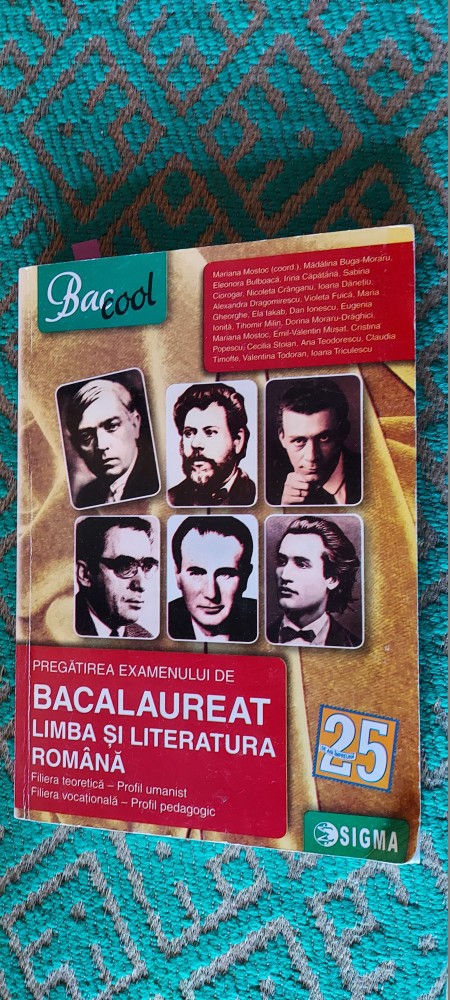 Bac cool
Mariana Mostoc (coord.), Mădălina Buga-Moraru,
Eleonora Bulboacă, Irina Căpățână, Sabina
Ciorogar, Nicoleta Crânganu, Ioana Dănețiu,
Alexandra Dragomirescu, Violeta Fuică, Maria
Gheorghe, Ela Iakab, Dan Ionescu, Eugenia
Ioniță, Tihomir Milin, Dorina Moraru-Drăghici,
Mariana Mostoc, Emil-Valentin Mușat, Cristina
Popescu, Cecilia Stoian, Ana Teodorescu, Claudia
Timofte, Valentina Todoran, Ioana Triculescu
PREGĂTIREA EXAMENULUI DE
BACALAUREAT
LIMBA ȘI LITERATURA
ROMÂNĂ
Filiera teoretică – Profil umanist
Filiera vocațională – Profil pedagogic
25
SIGMA